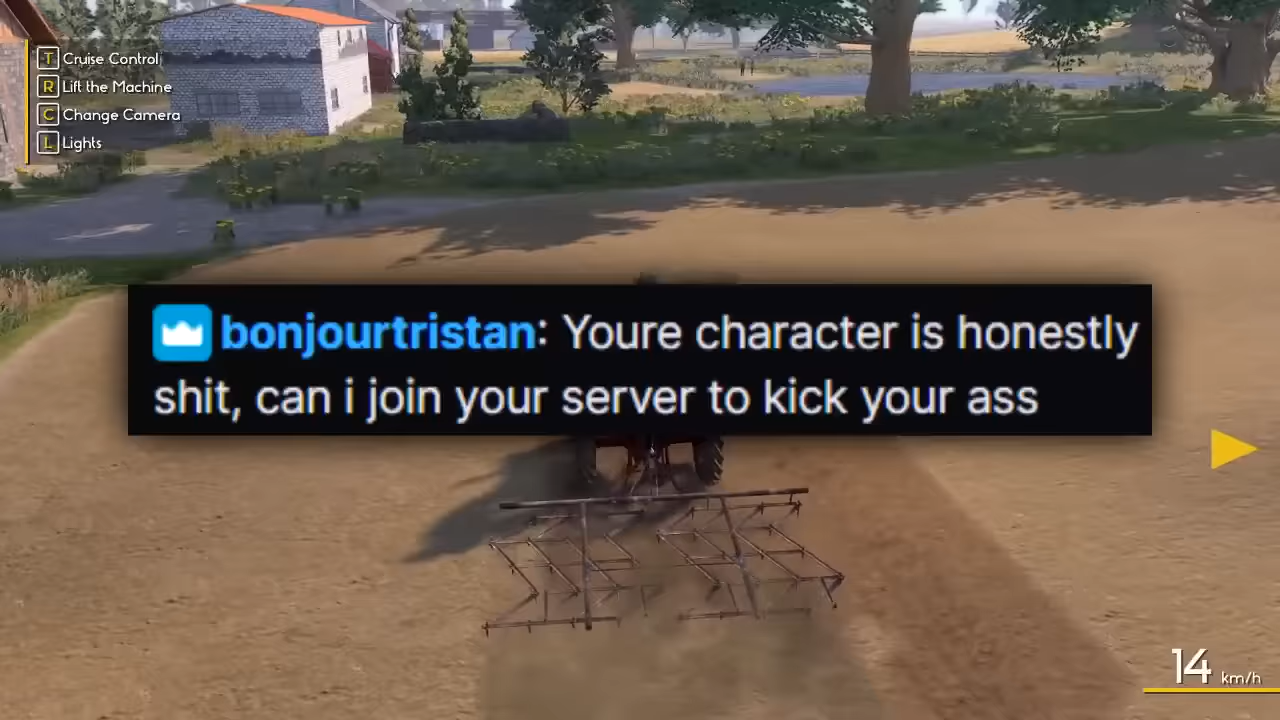 T Cruise Control
R Lift the Machine
C Change Camera
L Lights
bonjourtristan: Youre character is honestly
shit, can i join your server to kick your ass
14 km/h